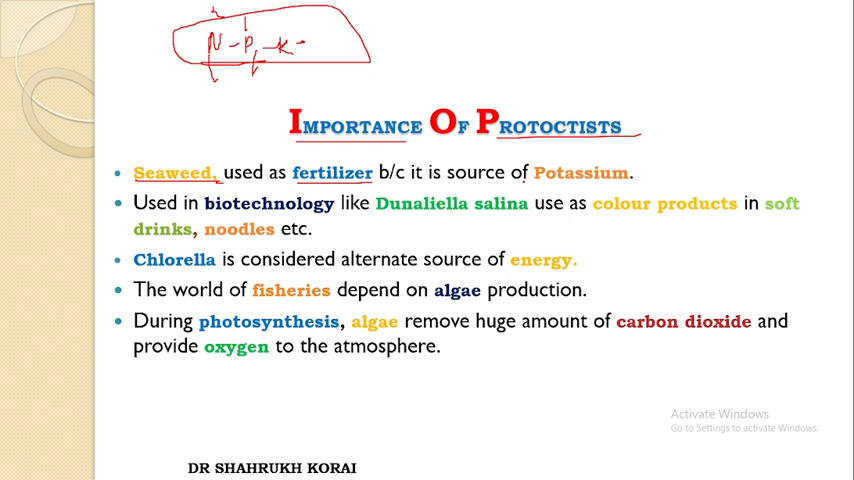 N - P - K -
IMPORTANCE OF PROTOCTISTS
Seaweed, used as fertilizer b/c it is source of Potassium.
Used in biotechnology like Dunaliella salina use as colour products in soft
drinks, noodles etc.
Chlorella is considered alternate source of energy.
The world of fisheries depend on algae production.
During photosynthesis, algae remove huge amount of carbon dioxide and
provide oxygen to the atmosphere.
Activate Windows
Go to Settings to activate Windows.
DR SHAHRUKH KORAI